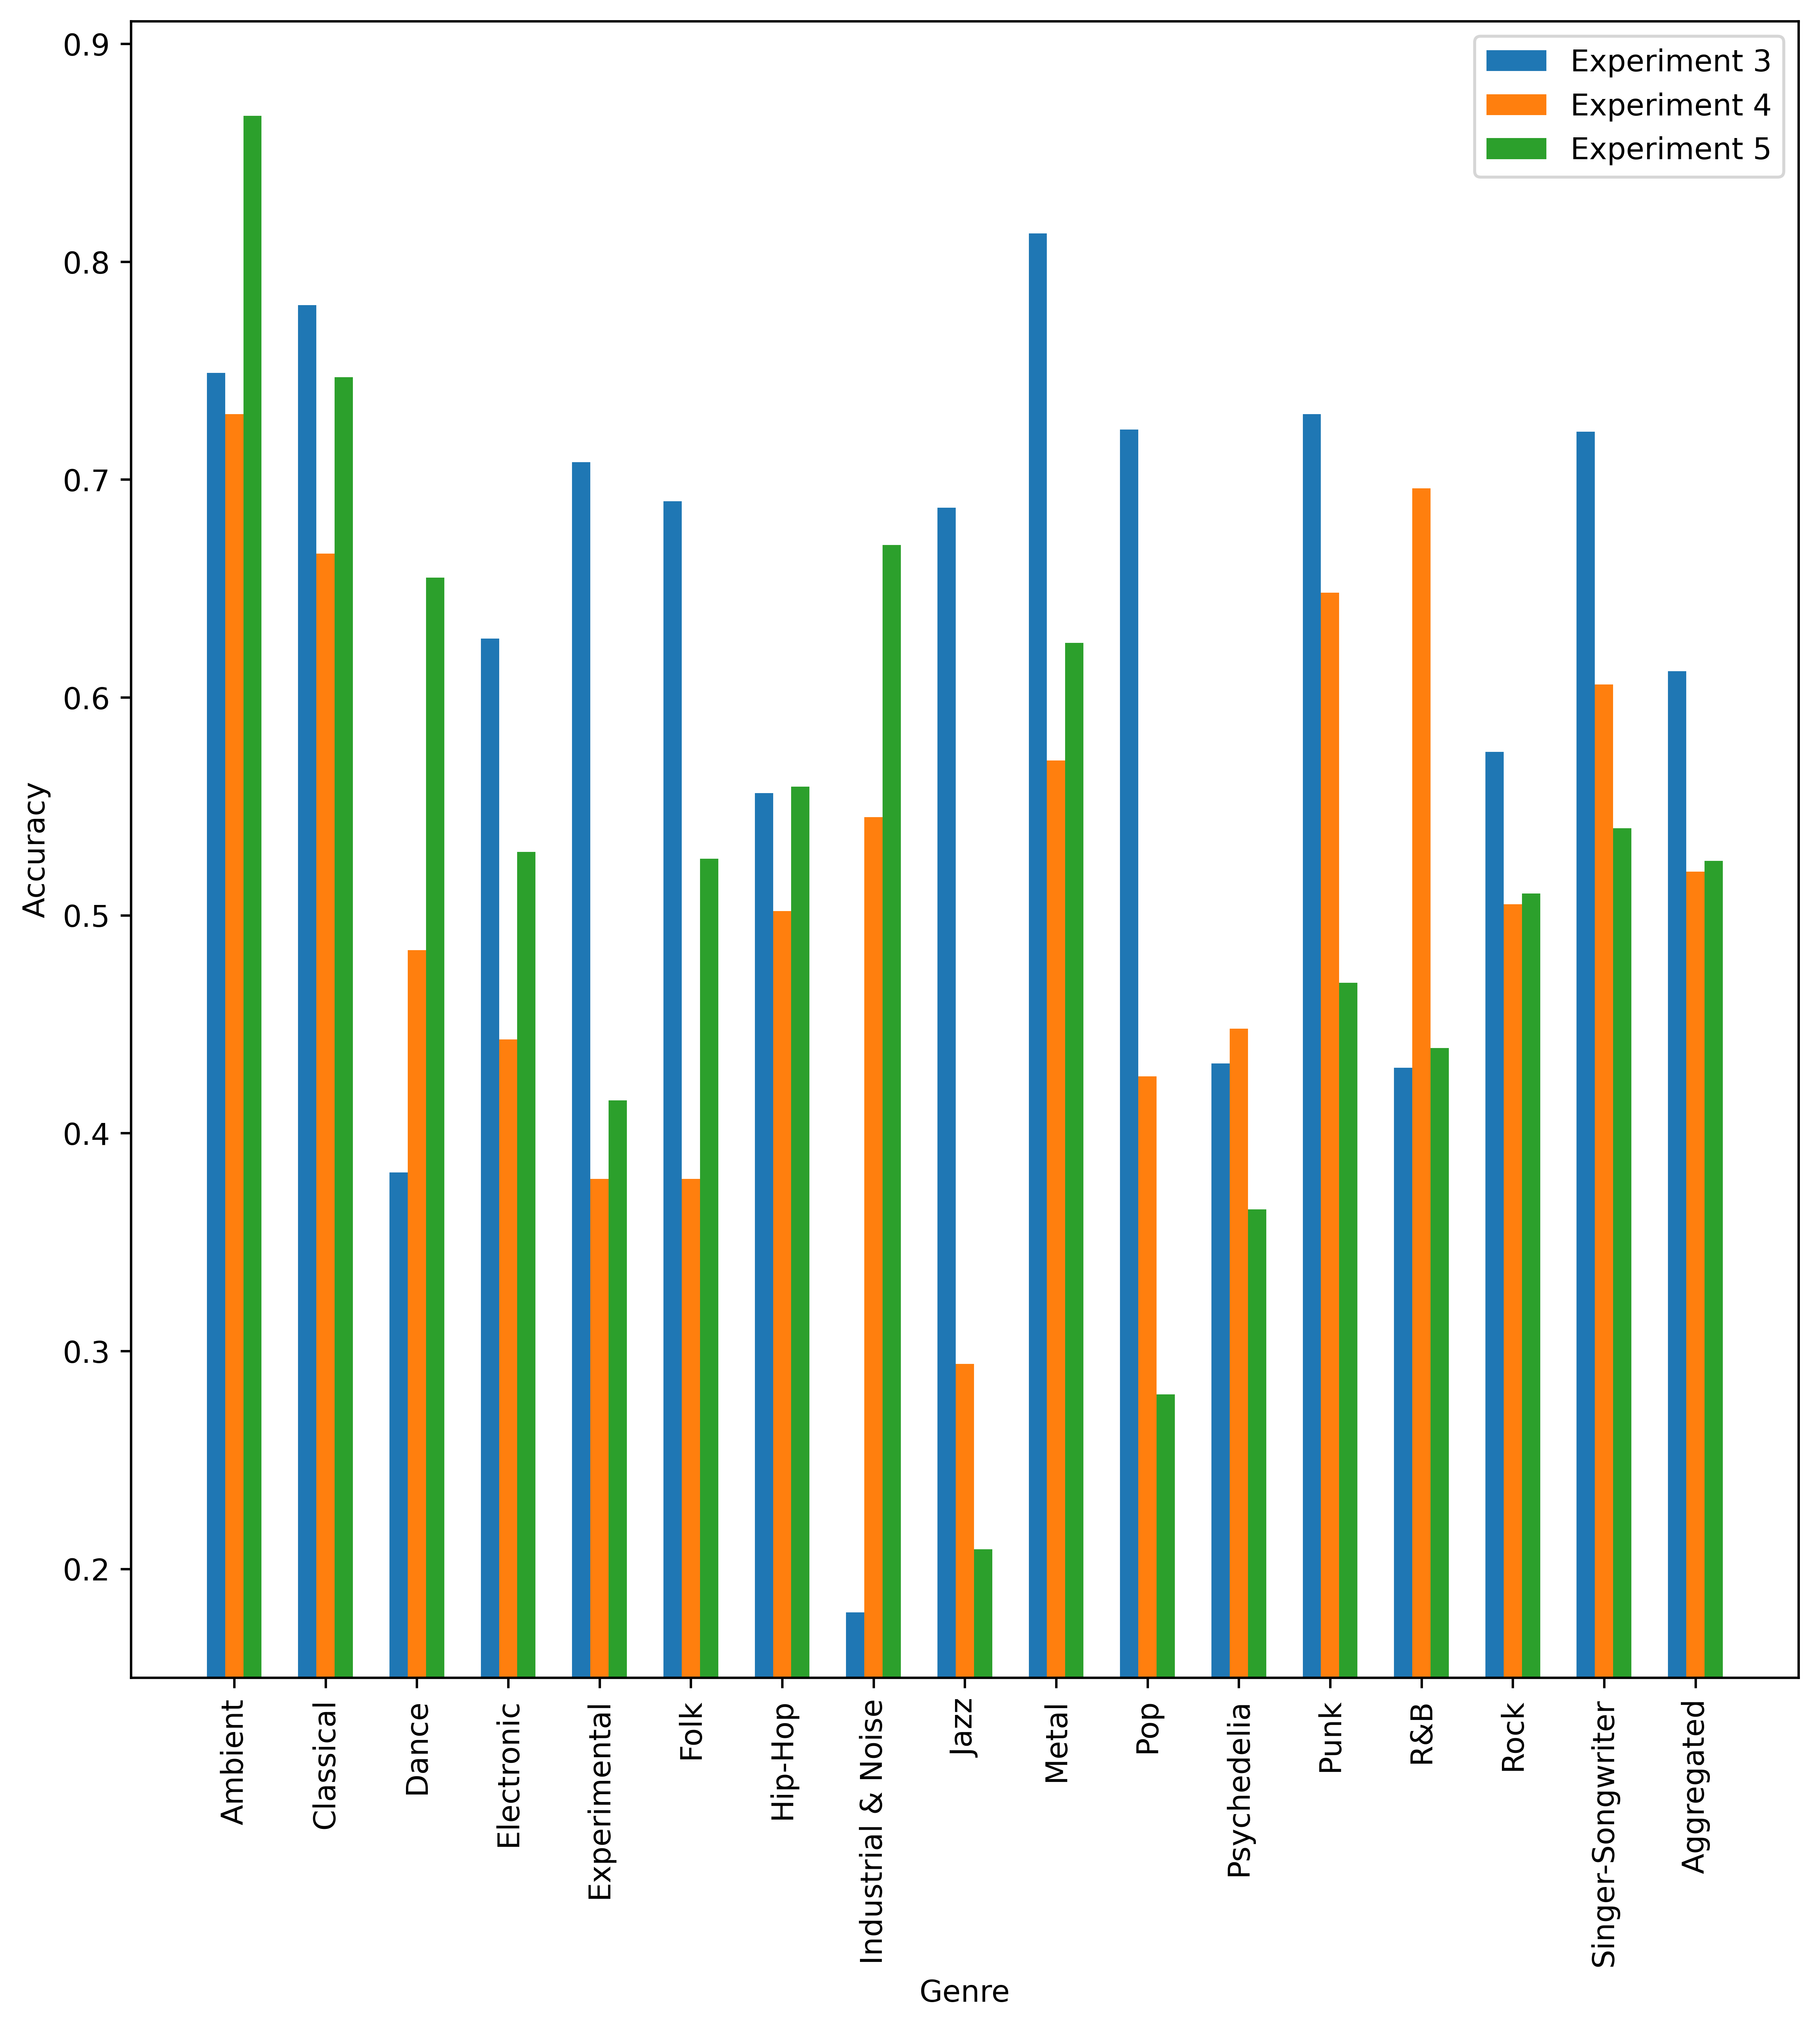 Experiment 3
Experiment 4
Experiment 5
0.9
0.8
0.7
0.6
0.5
0.4
0.3
0.2
Accuracy
Ambient
Classical
Dance
Electronic
Experimental
Folk
Hip-Hop
Industrial & Noise
Jazz
Metal
Pop
Psychedelia
Punk
R&B
Rock
Singer-Songwriter
Aggregated
Genre